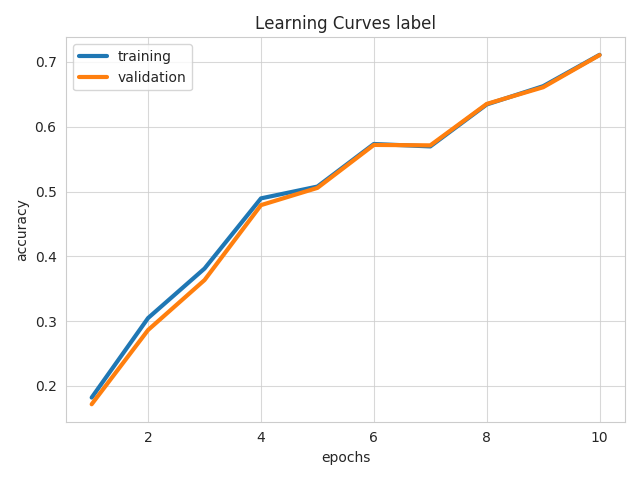 Learning Curves label
training
validation
accuracy
0.7
0.6
0.5
0.4
0.3
0.2
2 4 6 8 10
epochs